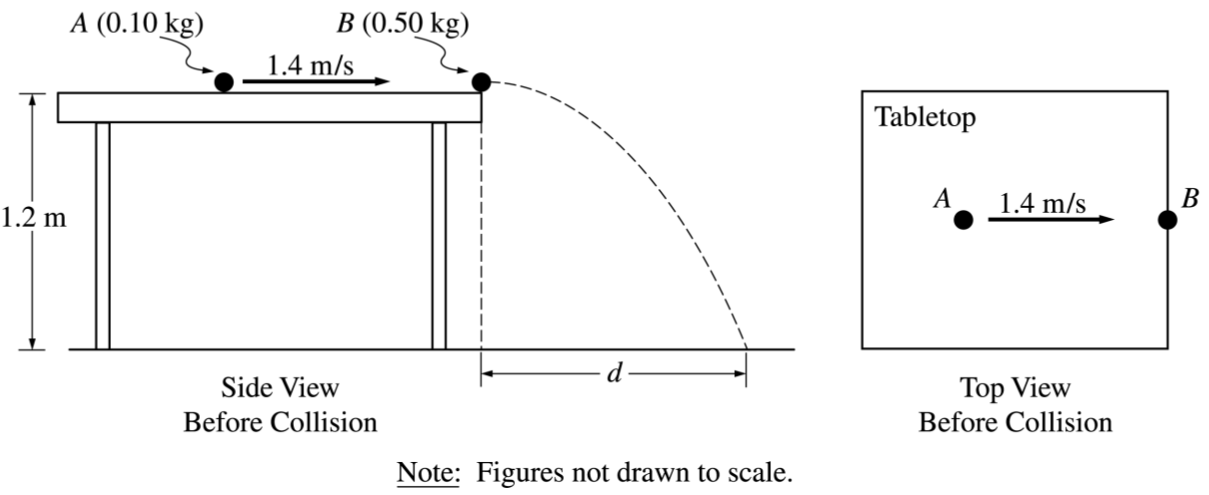 A (0.10 kg)
B (0.50 kg)
1.4 m/s
1.2 m
d
Side View
Before Collision
Tabletop
A
1.4 m/s
B
Top View
Before Collision
Note: Figures not drawn to scale.